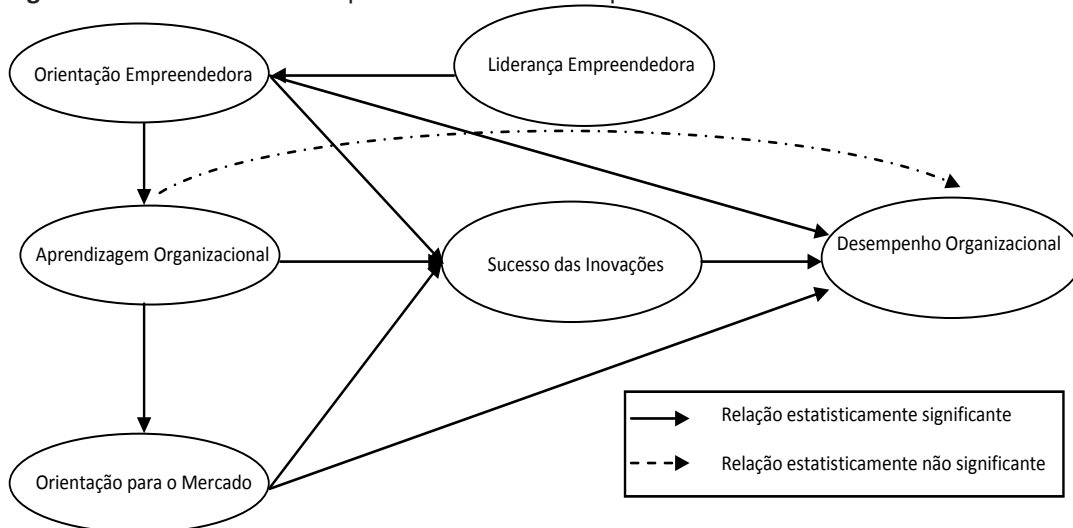 Orientação Empreendedora
Liderança Empreendedora
Aprendizagem Organizacional
Sucesso das Inovações
Desempenho Organizacional
Orientação para o Mercado
Relação estatisticamente significante
Relação estatisticamente não significante